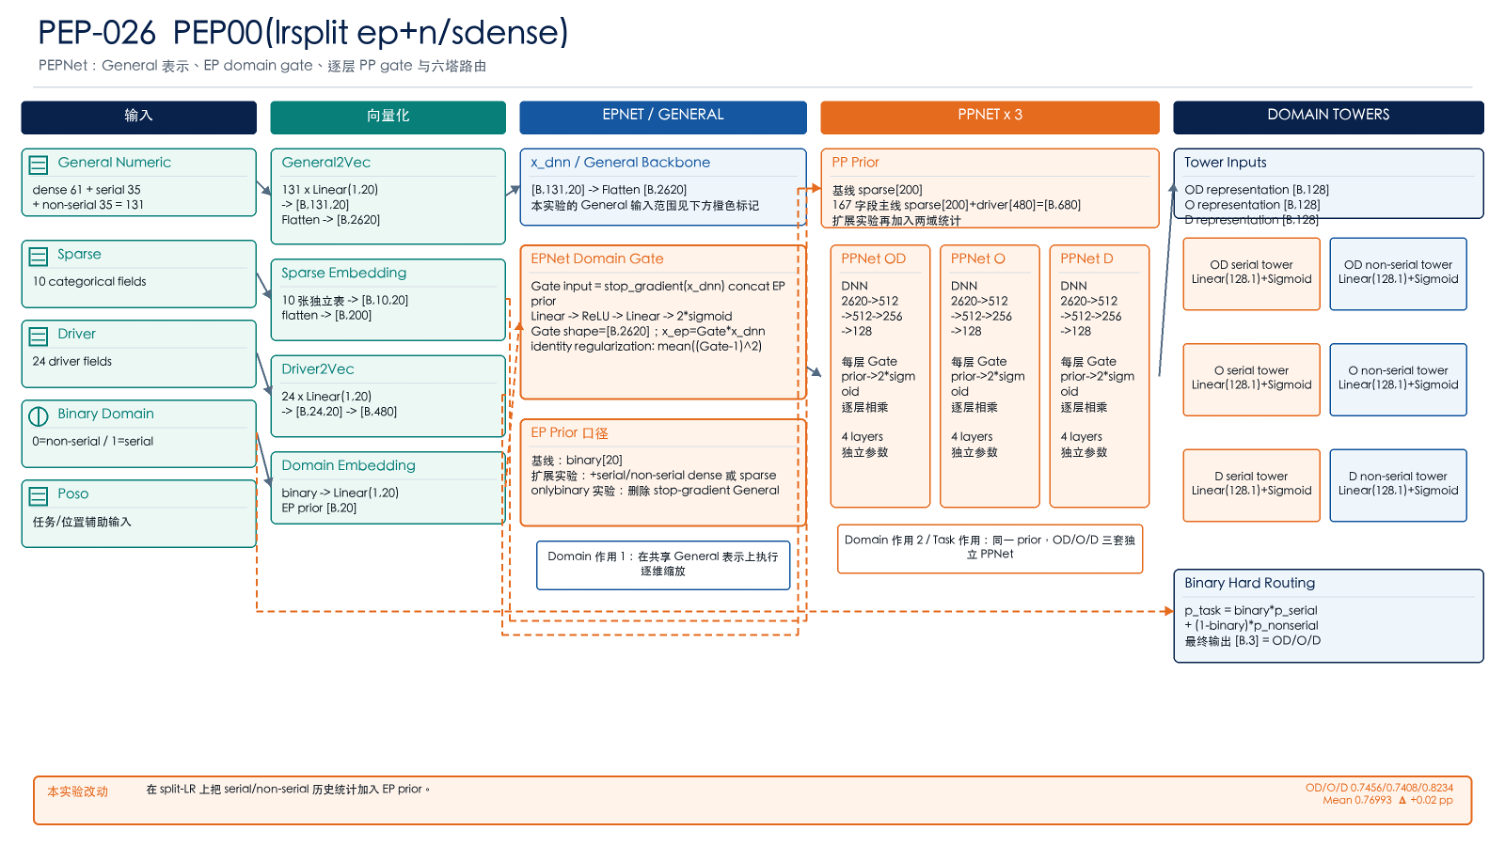 PEP-026 PEP00(lrsplit ep+n/sdense)
PEPNet：General 表示、EP domain gate、逐层 PP gate 与六塔路由
输入
向量化
EPNET / GENERAL
PPNET x 3
DOMAIN TOWERS
General Numeric
dense 61 + serial 35
+ non-serial 35 = 131
Sparse
10 categorical fields
Driver
24 driver fields
Binary Domain
0=non-serial / 1=serial
Poso
任务/位置辅助输入
General2Vec
131 x Linear(1,20)
-> [B,131,20]
Flatten -> [B,2620]
Sparse Embedding
10 张独立表 -> [B,10,20]
flatten -> [B,200]
Driver2Vec
24 x Linear(1,20)
-> [B,24,20] -> [B,480]
Domain Embedding
binary -> Linear(1,20)
EP prior [B,20]
x_dnn / General Backbone
[B,131,20] -> Flatten [B,2620]
本实验的 General 输入范围见下方橙色标记
EPNet Domain Gate
Gate input = stop_gradient(x_dnn) concat EP
prior
Linear -> ReLU -> Linear -> 2*sigmoid
Gate shape=[B,2620]；x_ep=Gate*x_dnn
identity regularization: mean((Gate-1)^2)
EP Prior 口径
基线：binary[20]
扩展实验：+serial/non-serial dense 或 sparse
onlybinary 实验：删除 stop-gradient General
Domain 作用 1：在共享 General 表示上执行
逐维缩放
PP Prior
基线 sparse[200]
167 字段主线 sparse[200]+driver[480]=[B,680]
扩展实验再加入两域统计
PPNet OD
DNN
2620->512
->512->256
->128
每层 Gate
prior->2*sigm
oid
逐层相乘
4 layers
独立参数
PPNet O
DNN
2620->512
->512->256
->128
每层 Gate
prior->2*sigm
oid
逐层相乘
4 layers
独立参数
PPNet D
DNN
2620->512
->512->256
->128
每层 Gate
prior->2*sigm
oid
逐层相乘
4 layers
独立参数
Domain 作用 2 / Task 作用：同一 prior，OD/O/D 三套独
立 PPNet
Tower Inputs
OD representation [B,128]
O representation [B,128]
D representation [B,128]
OD serial tower
Linear(128,1)+Sigmoid
OD non-serial tower
Linear(128,1)+Sigmoid
O serial tower
Linear(128,1)+Sigmoid
O non-serial tower
Linear(128,1)+Sigmoid
D serial tower
Linear(128,1)+Sigmoid
D non-serial tower
Linear(128,1)+Sigmoid
Binary Hard Routing
p_task = binary*p_serial
+ (1-binary)*p_nonserial
最终输出 [B,3] = OD/O/D
本实验改动
在 split-LR 上把 serial/non-serial 历史统计加入 EP prior。
OD/O/D 0.7456/0.7408/0.8234
Mean 0.76993 Δ +0.02 pp